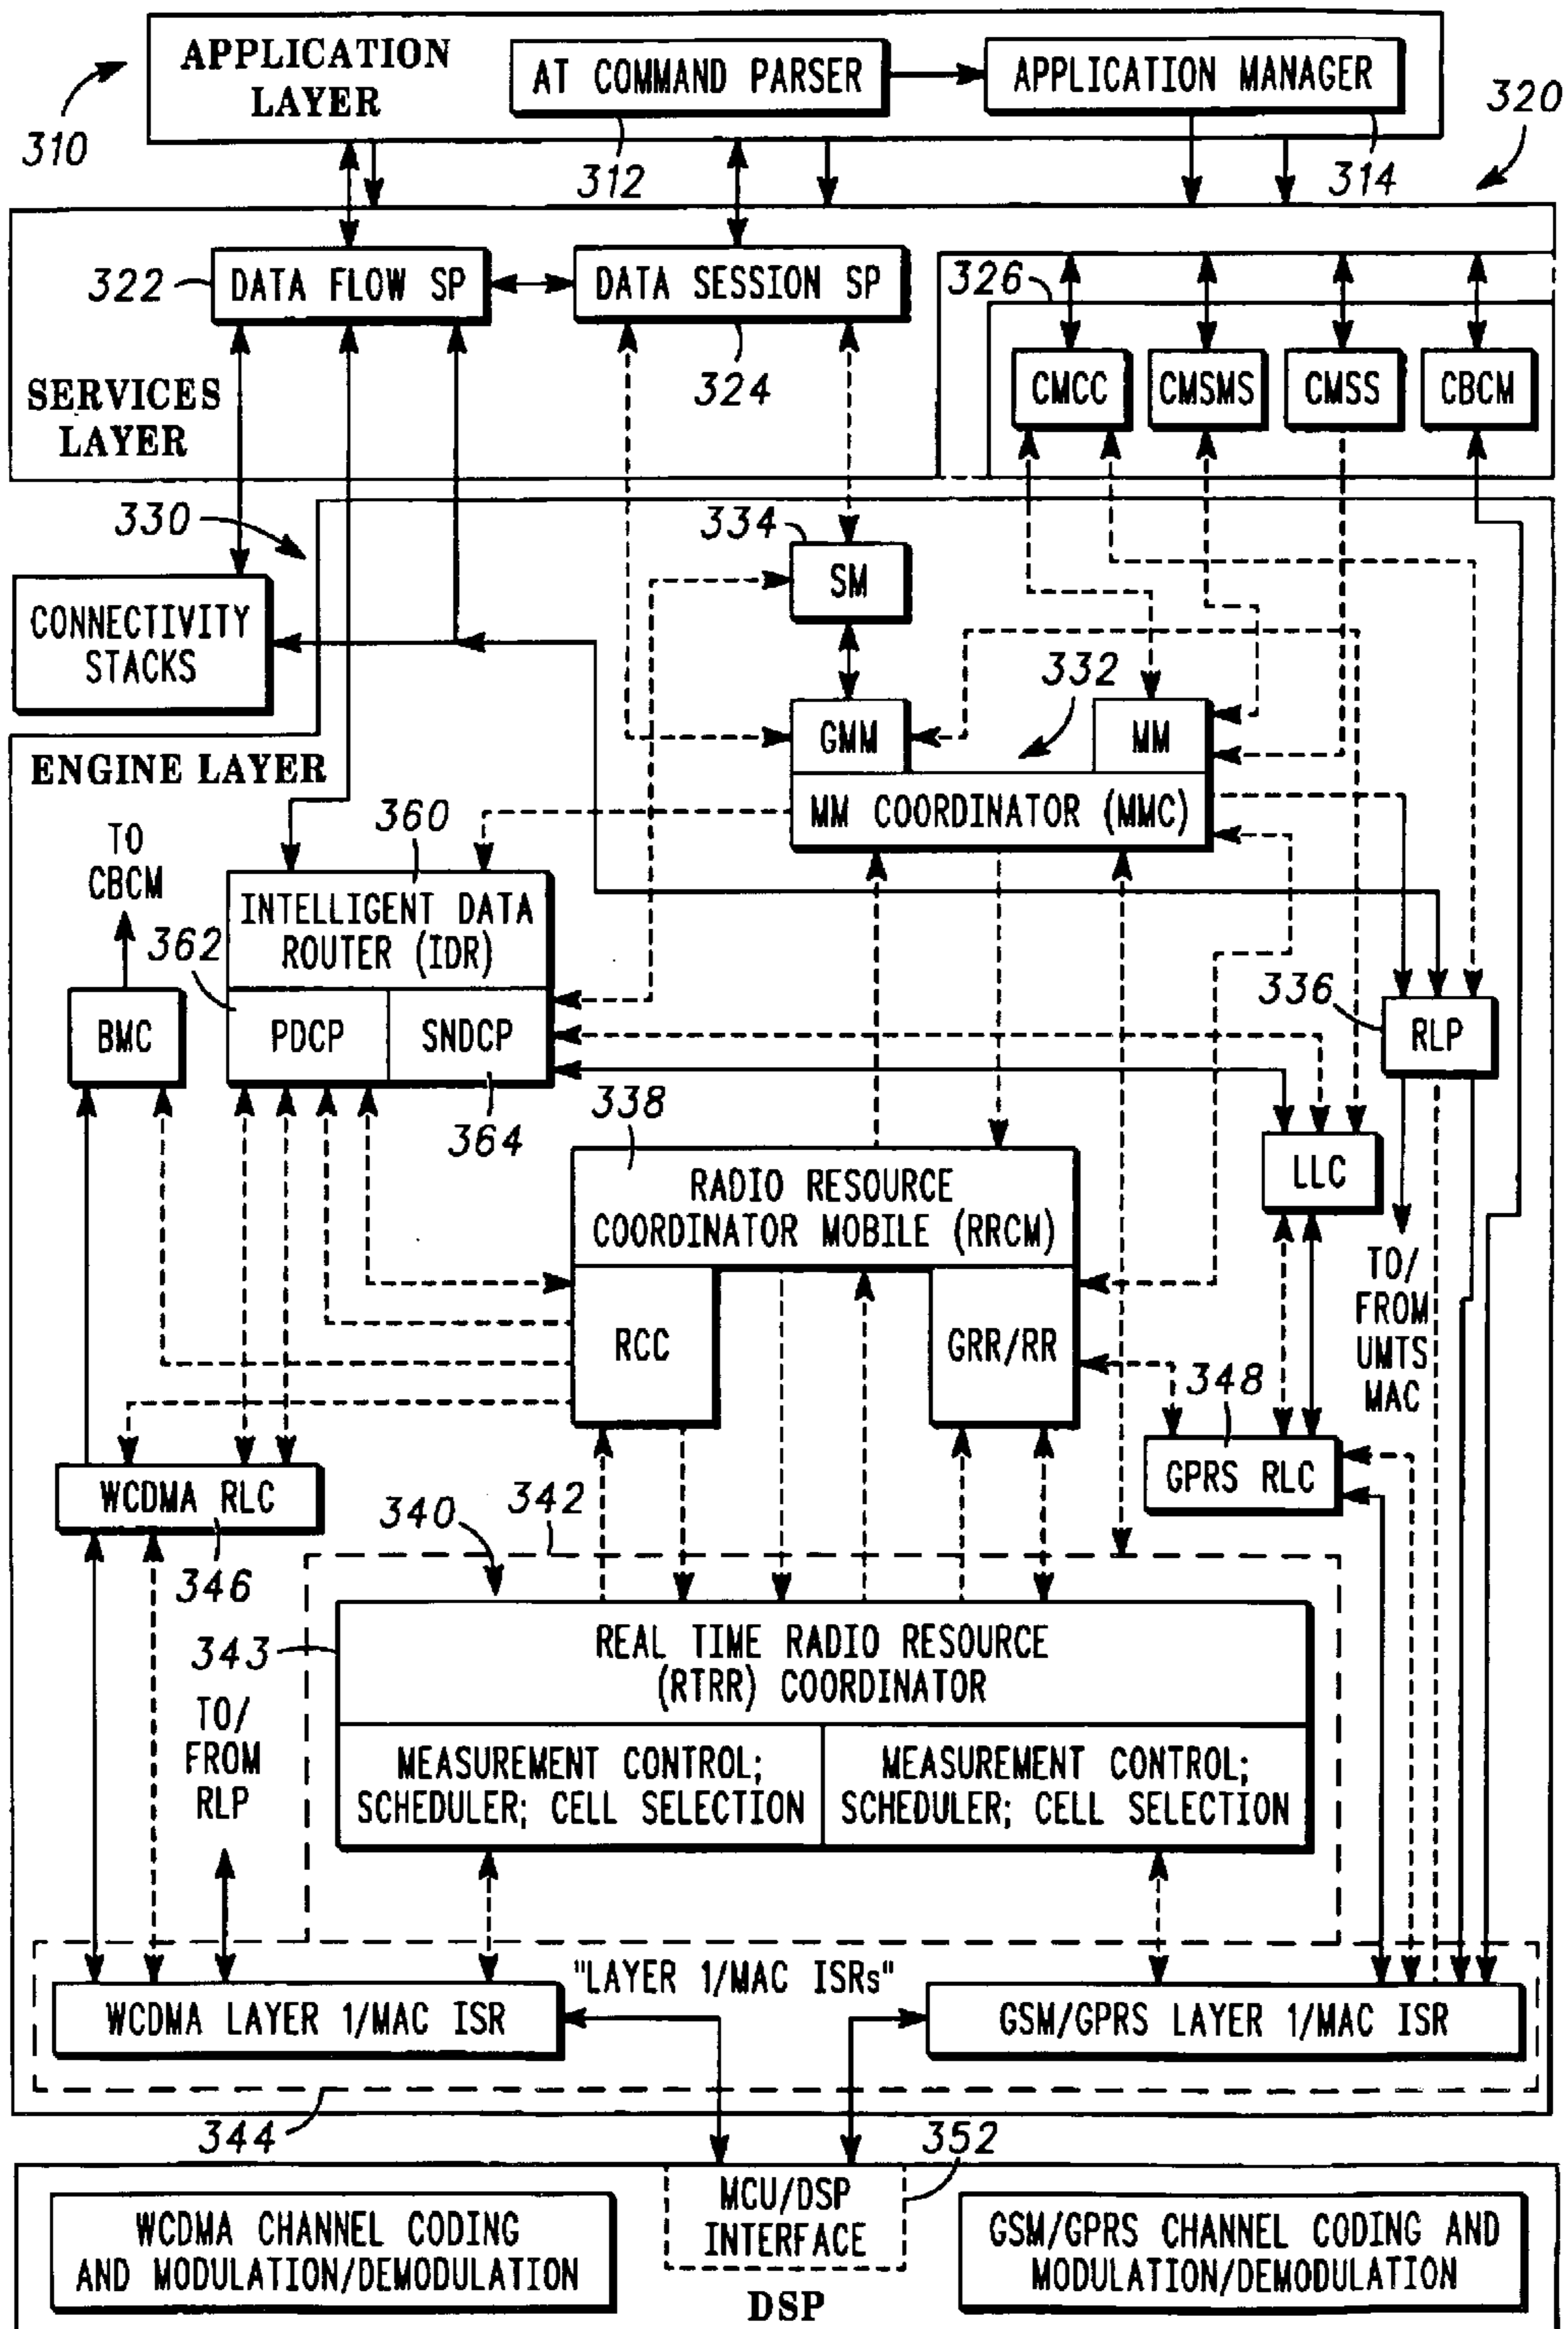 APPLICATION
LAYER
AT COMMAND PARSER
APPLICATION MANAGER
310
312
314
320
322
DATA FLOW SP
DATA SESSION SP
326
324
CMCC
CMSMS
CMSS
CBCM
SERVICES
LAYER
330
334
SM
CONNECTIVITY
STACKS
332
GMM
MM
ENGINE LAYER
MM COORDINATOR (MMC)
360
TO
CBCM
INTELLIGENT DATA
ROUTER (IDR)
362
336
BMC
PDCP
SNDCP
RLP
338
364
LLC
RADIO RESOURCE
COORDINATOR MOBILE (RRCM)
TO/
FROM
UMTS
MAC
RCC
GRR/RR
348
WCDMA RLC
GPRS RLC
342
340
346
343
REAL TIME RADIO RESOURCE
(RTRR) COORDINATOR
TO/
FROM
RLP
MEASUREMENT CONTROL;
SCHEDULER; CELL SELECTION
MEASUREMENT CONTROL;
SCHEDULER; CELL SELECTION
"LAYER 1/MAC ISRs"
WCDMA LAYER 1/MAC ISR
GSM/GPRS LAYER 1/MAC ISR
344
352
MCU/DSP
INTERFACE
WCDMA CHANNEL CODING
AND MODULATION/DEMODULATION
GSM/GPRS CHANNEL CODING AND
MODULATION/DEMODULATION
DSP